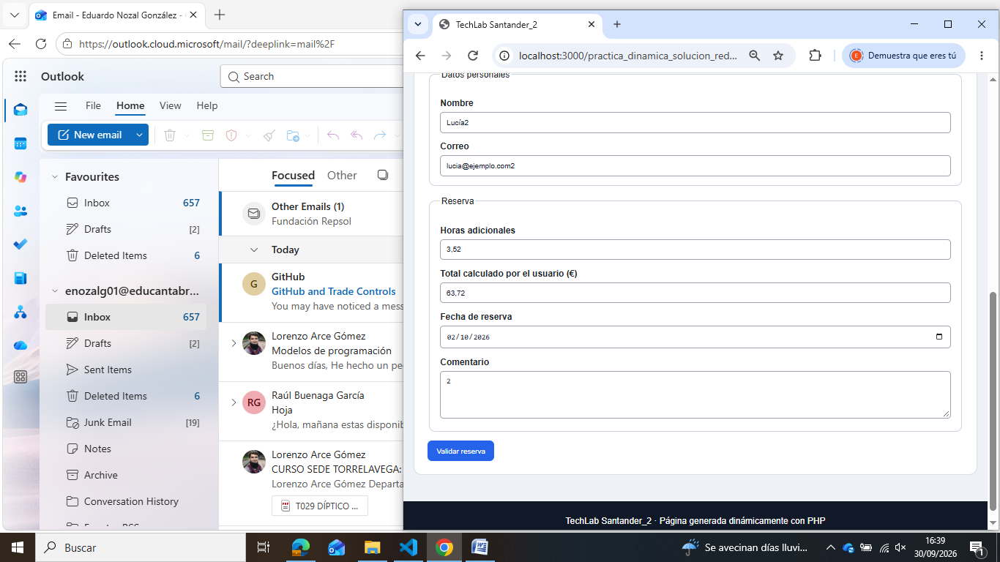 Email - Eduardo Nozal González -
https://outlook.cloud.microsoft/mail/?deeplink=mail%2F
Outlook
Search
File Home View Help
New email
Favourites
Inbox 657
Drafts [2]
Deleted Items 6
enozalg01@educantabr...
Inbox 657
Drafts [2]
Sent Items
Deleted Items 6
Junk Email [19]
Notes
Archive
Conversation History
Focused Other
Other Emails (1)
Fundación Repsol
Today
G
GitHub
GitHub and Trade Controls
You may have noticed a mess
Lorenzo Arce Gómez
Modelos de programación
Buenos días, He hecho un pe
RG
Raúl Buenaga García
Hoja
¿Hola, mañana estas disponib
Lorenzo Arce Gómez
CURSO SEDE TORRELAVEGA:
Lorenzo Arce Gómez Departa
T029 DÍPTICO ...
TechLab Santander_2
localhost:3000/practica_dinamica_solucion_red...
E
Demuestra que eres tú
Datos personales
Nombre
Lucía2
Correo
lucia@ejemplo.com2
Reserva
Horas adicionales
3,52
Total calculado por el usuario (€)
63,72
Fecha de reserva
02/10/2026
Comentario
2
Validar reserva
TechLab Santander_2 · Página generada dinámicamente con PHP
Buscar
Se avecinan días lluvi...
16:39
30/09/2026
1